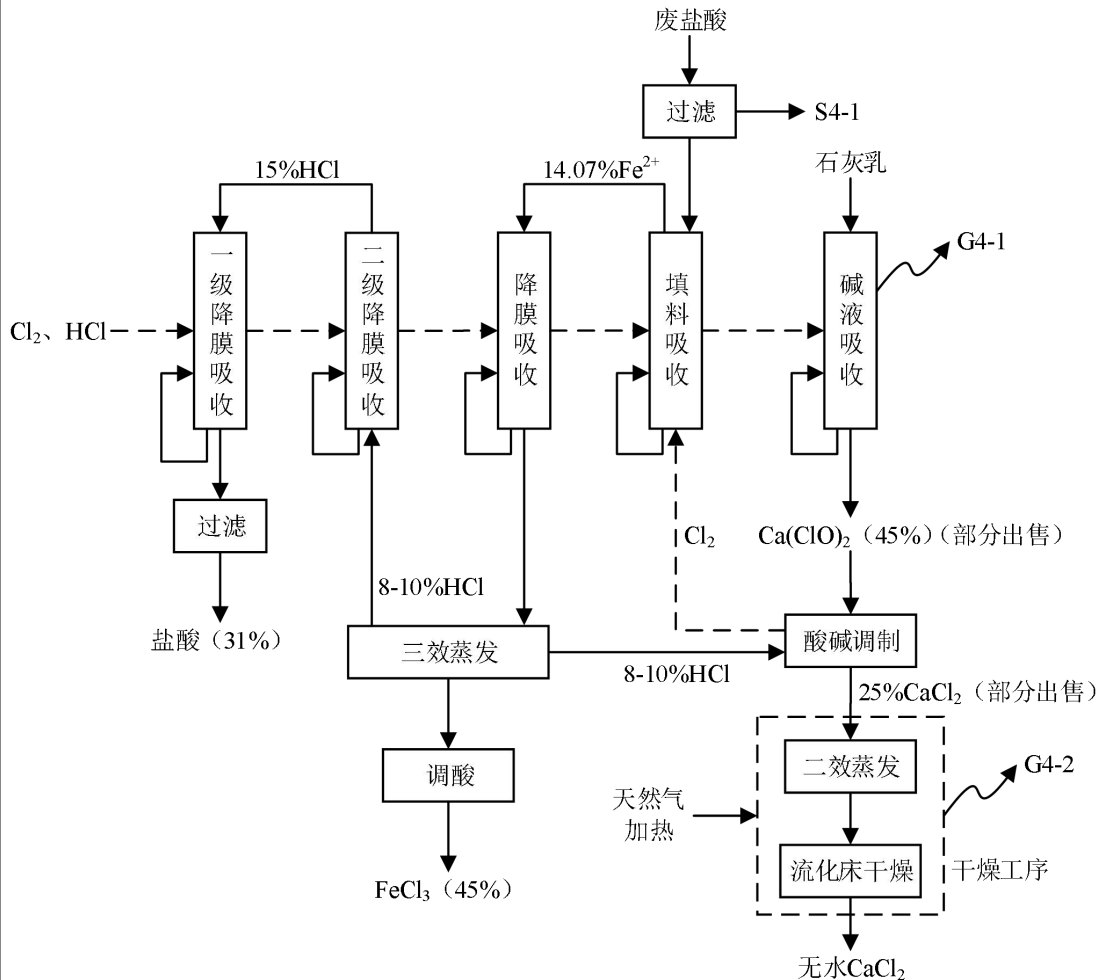 废盐酸
过滤
S4-1
石灰乳
15%HCl
14.07%Fe²⁺
G4-1
Cl₂、HCl
一级降膜吸收
二级降膜吸收
降膜吸收
填料吸收
碱液吸收
过滤
盐酸（31%）
8-10%HCl
Cl₂
Ca(ClO)₂（45%）（部分出售）
三效蒸发
8-10%HCl
酸碱调制
25%CaCl₂（部分出售）
调酸
二效蒸发
G4-2
天然气
加热
流化床干燥
干燥工序
FeCl₃（45%）
无水CaCl₂